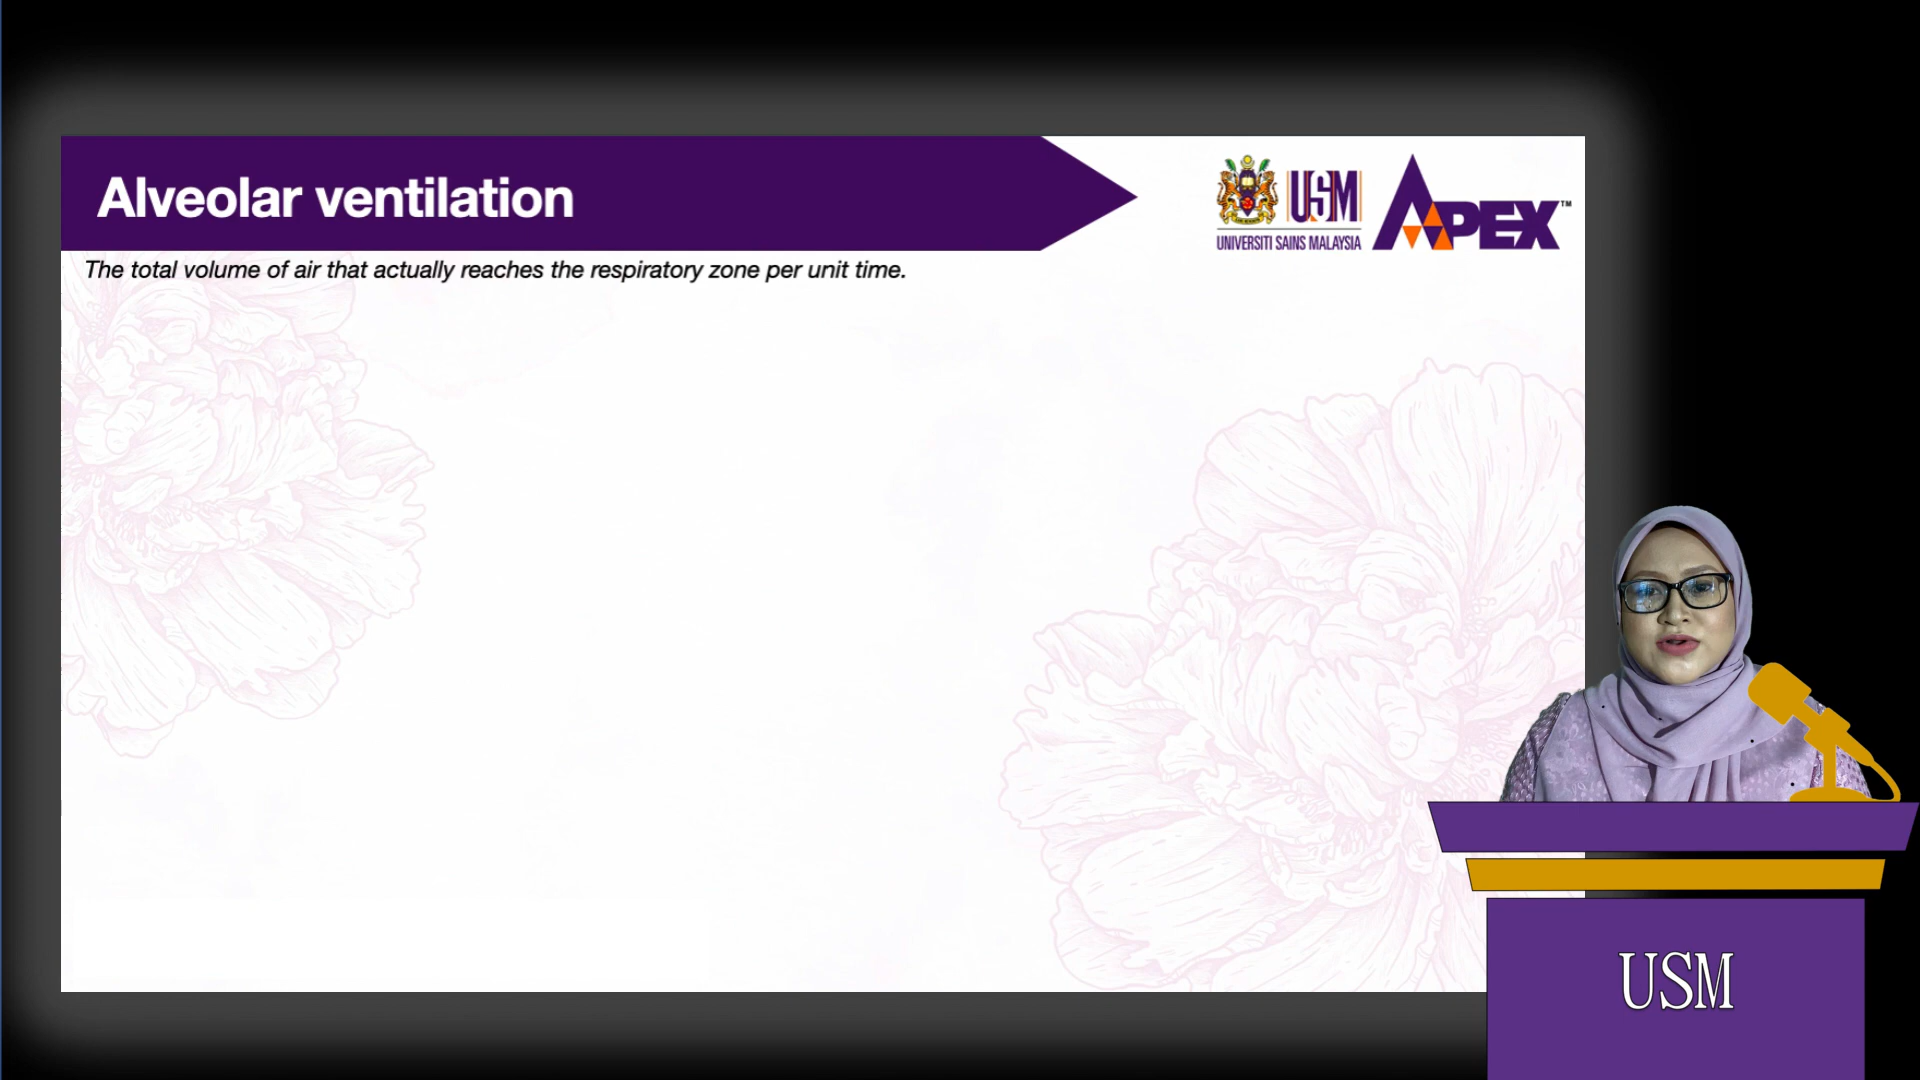 Alveolar ventilation
USM
UNIVERSITI SAINS MALAYSIA
APEX™
The total volume of air that actually reaches the respiratory zone per unit time.
USM